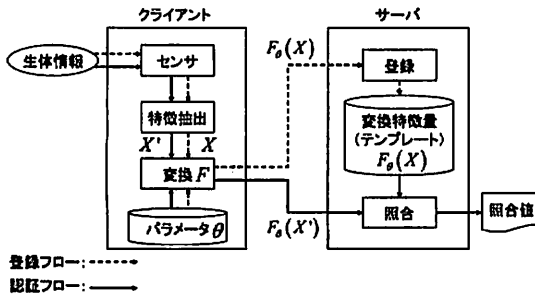 クライアント
サーバ
生体情報
センサ
特徴抽出
X'
X
変換F
パラメータθ
F_θ(X)
登録
変換特徴量
(テンプレート)
F_θ(X)
照合
照合値
F_θ(X')
登録フロー:
認証フロー: